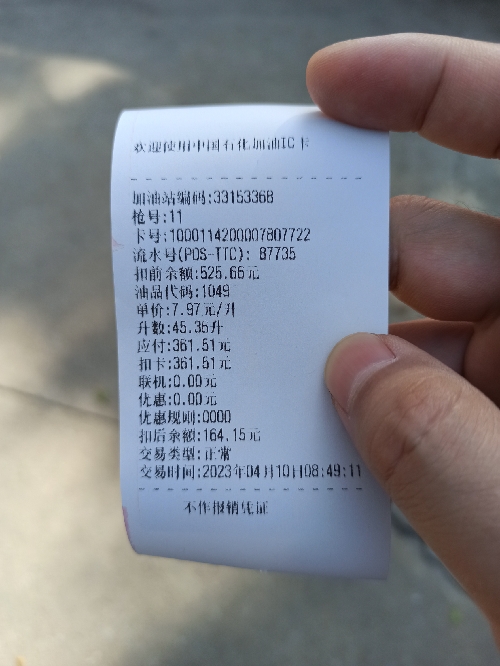 欢迎使用中国石化加油IC卡
加油站编码:33153368
枪号:11
卡号:1000114200007807722
流水号(POS-TTC): 87735
扣前余额:525.66元
油品代码:1049
单价:7.97元/升
升数:45.36升
应付:361.51元
扣卡:361.51元
联机:0.00元
优惠:0.00元
优惠规则:0000
扣后余额:164.15元
交易类型:正常
交易时间:2023年04月10日08:49:11
不作报销凭证